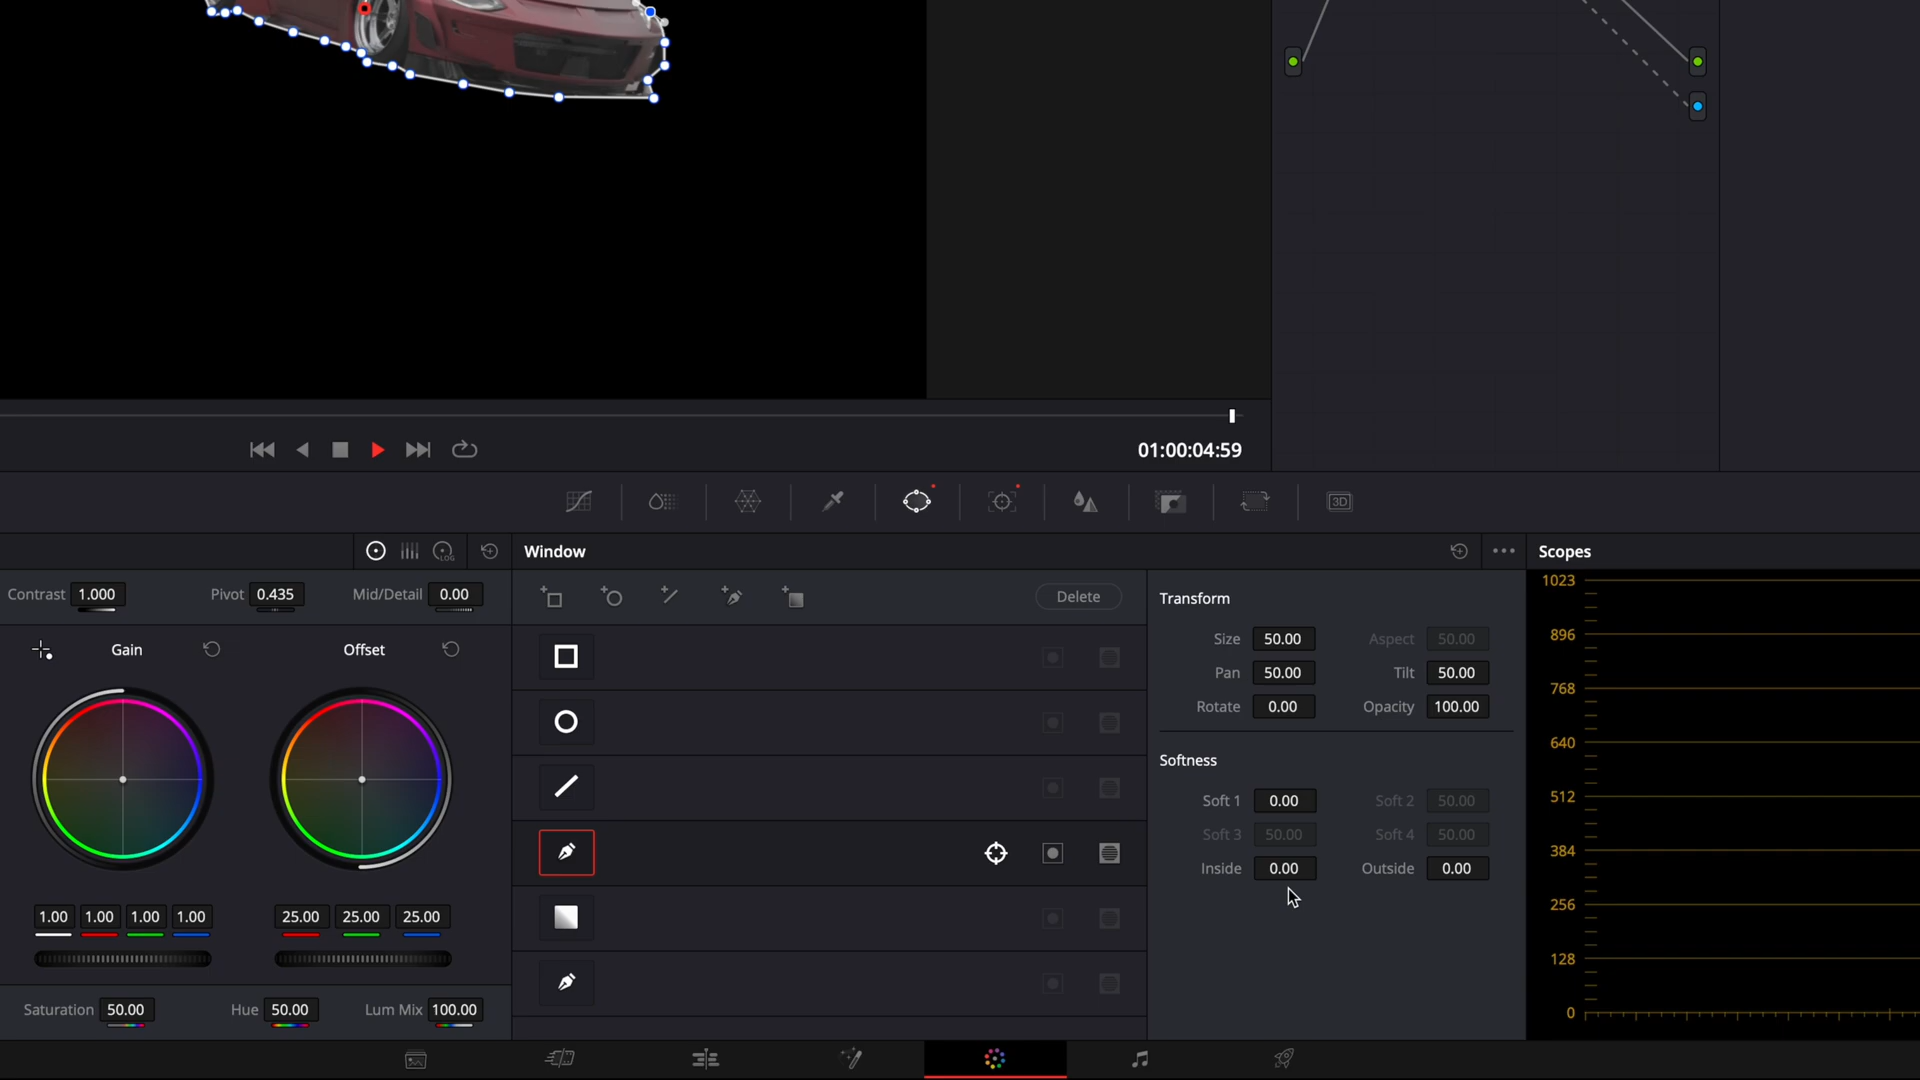 01:00:04:59
3D
LOG
Window
Scopes
Contrast 1.000 Pivot 0.435 Mid/Detail 0.00
Delete
Gain
Offset
1.00 1.00 1.00 1.00
25.00 25.00 25.00
Saturation 50.00 Hue 50.00 Lum Mix 100.00
Transform
Size 50.00 Aspect 50.00
Pan 50.00 Tilt 50.00
Rotate 0.00 Opacity 100.00
Softness
Soft 1 0.00 Soft 2 50.00
Soft 3 50.00 Soft 4 50.00
Inside 0.00 Outside 0.00
1023
896
768
640
512
384
256
128
0